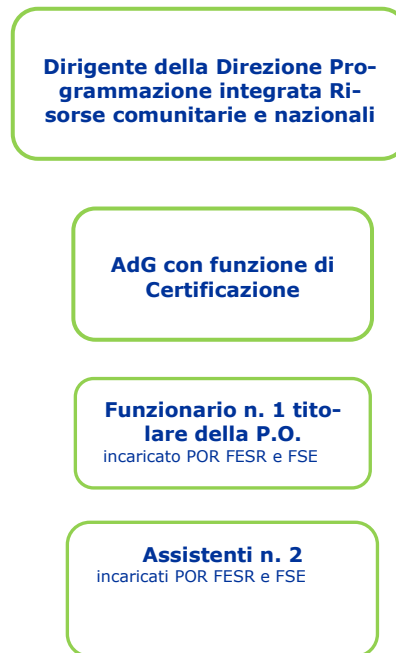 Dirigente della Direzione Pro-
grammazione integrata Ri-
sorse comunitarie e nazionali
AdG con funzione di
Certificazione
Funzionario n. 1 tito-
lare della P.O.
incaricato POR FESR e FSE
Assistenti n. 2
incaricati POR FESR e FSE